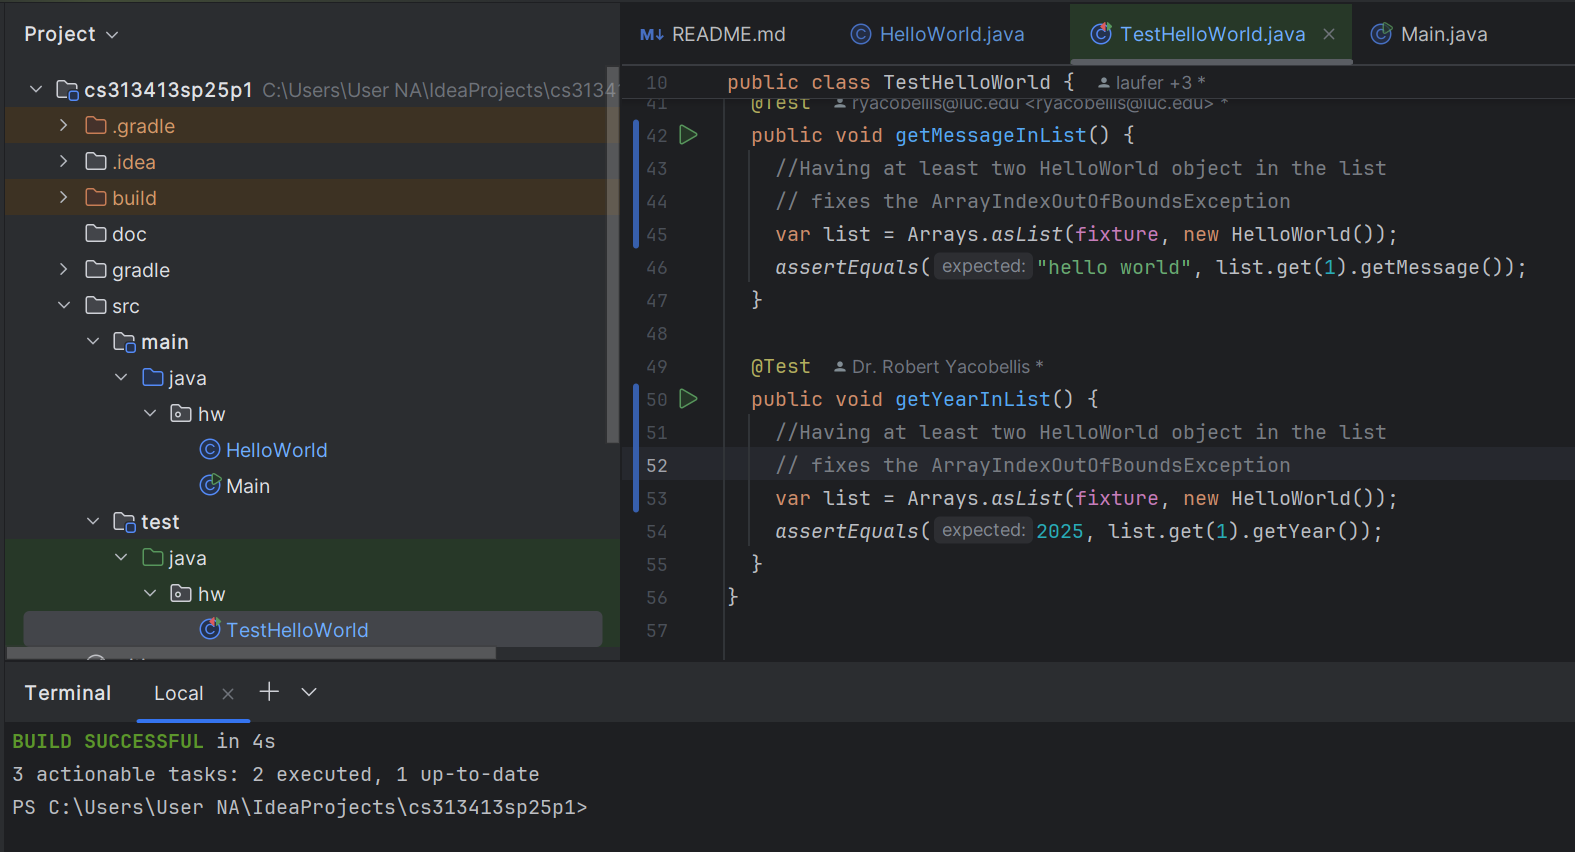 Project
cs313413sp25p1 C:\Users\User NA\IdeaProjects\cs3134
.gradle
.idea
build
doc
gradle
src
main
java
hw
HelloWorld
Main
test
java
hw
TestHelloWorld
M↓ README.md
HelloWorld.java
TestHelloWorld.java
Main.java
10 public class TestHelloWorld { laufer +3 *
41 @Test ryacobellis@luc.edu <ryacobellis@luc.edu> *
42 public void getMessageInList() {
43 //Having at least two HelloWorld object in the list
44 // fixes the ArrayIndexOutOfBoundsException
45 var list = Arrays.asList(fixture, new HelloWorld());
46 assertEquals( expected: "hello world", list.get(1).getMessage());
47 }
48
49 @Test Dr. Robert Yacobellis *
50 public void getYearInList() {
51 //Having at least two HelloWorld object in the list
52 // fixes the ArrayIndexOutOfBoundsException
53 var list = Arrays.asList(fixture, new HelloWorld());
54 assertEquals( expected: 2025, list.get(1).getYear());
55 }
56 }
57
Terminal Local
BUILD SUCCESSFUL in 4s
3 actionable tasks: 2 executed, 1 up-to-date
PS C:\Users\User NA\IdeaProjects\cs313413sp25p1>